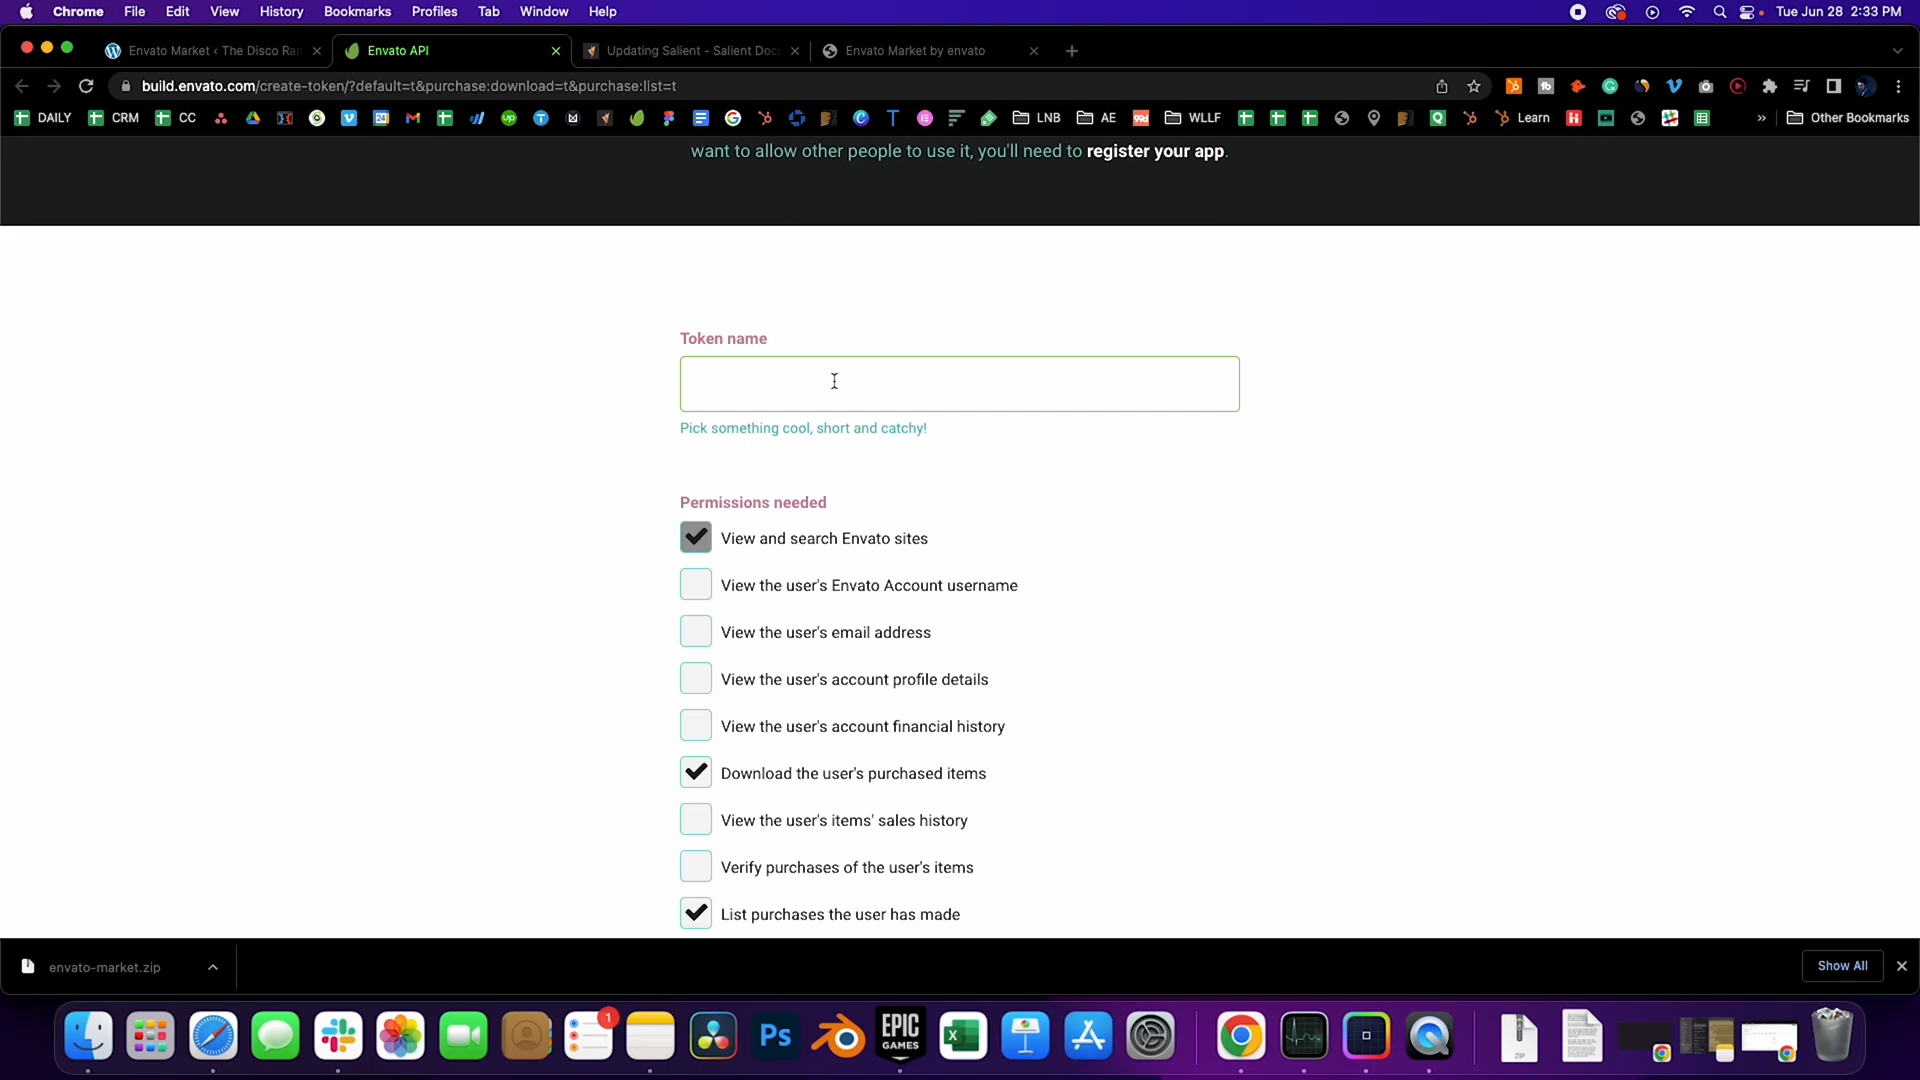 Chrome File Edit View History Bookmarks Profiles Tab Window Help Tue Jun 28 2:33 PM
Envato Market ‹ The Disco Ran Envato API Updating Salient - Salient Doc Envato Market by envato
build.envato.com/create-token/?default=t&purchase:download=t&purchase:list=t
DAILY CRM CC LNB AE WLLF Learn Other Bookmarks
want to allow other people to use it, you'll need to register your app.
Token name
Pick something cool, short and catchy!
Permissions needed
View and search Envato sites
View the user's Envato Account username
View the user's email address
View the user's account profile details
View the user's account financial history
Download the user's purchased items
View the user's items' sales history
Verify purchases of the user's items
List purchases the user has made
envato-market.zip Show All
1
Ps EPIC GAMES X ZIP